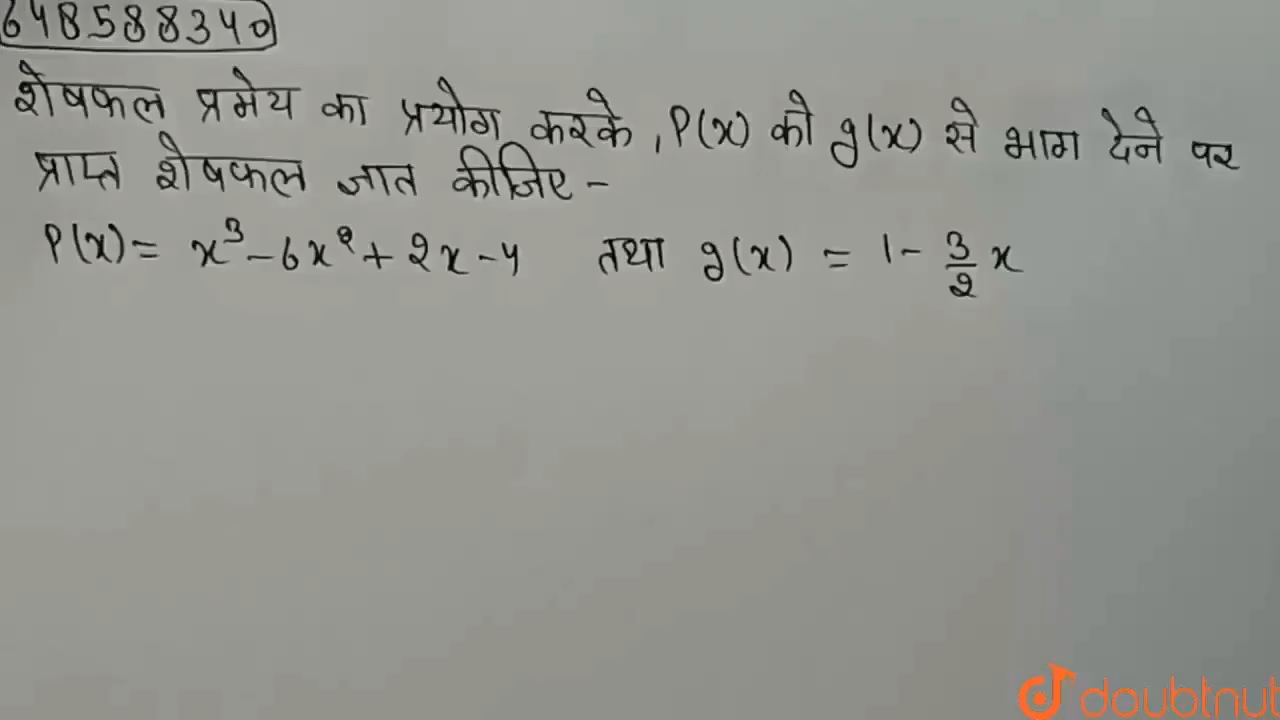 648588340
शेषफल प्रमेय का प्रयोग करके, P(x) को g(x) से भाग देने पर
प्राप्त शेषफल ज्ञात कीजिए -
P(x) = x³ - 6x² + 2x - 4 तथा g(x) = 1 - 3/2 x
doubtnut